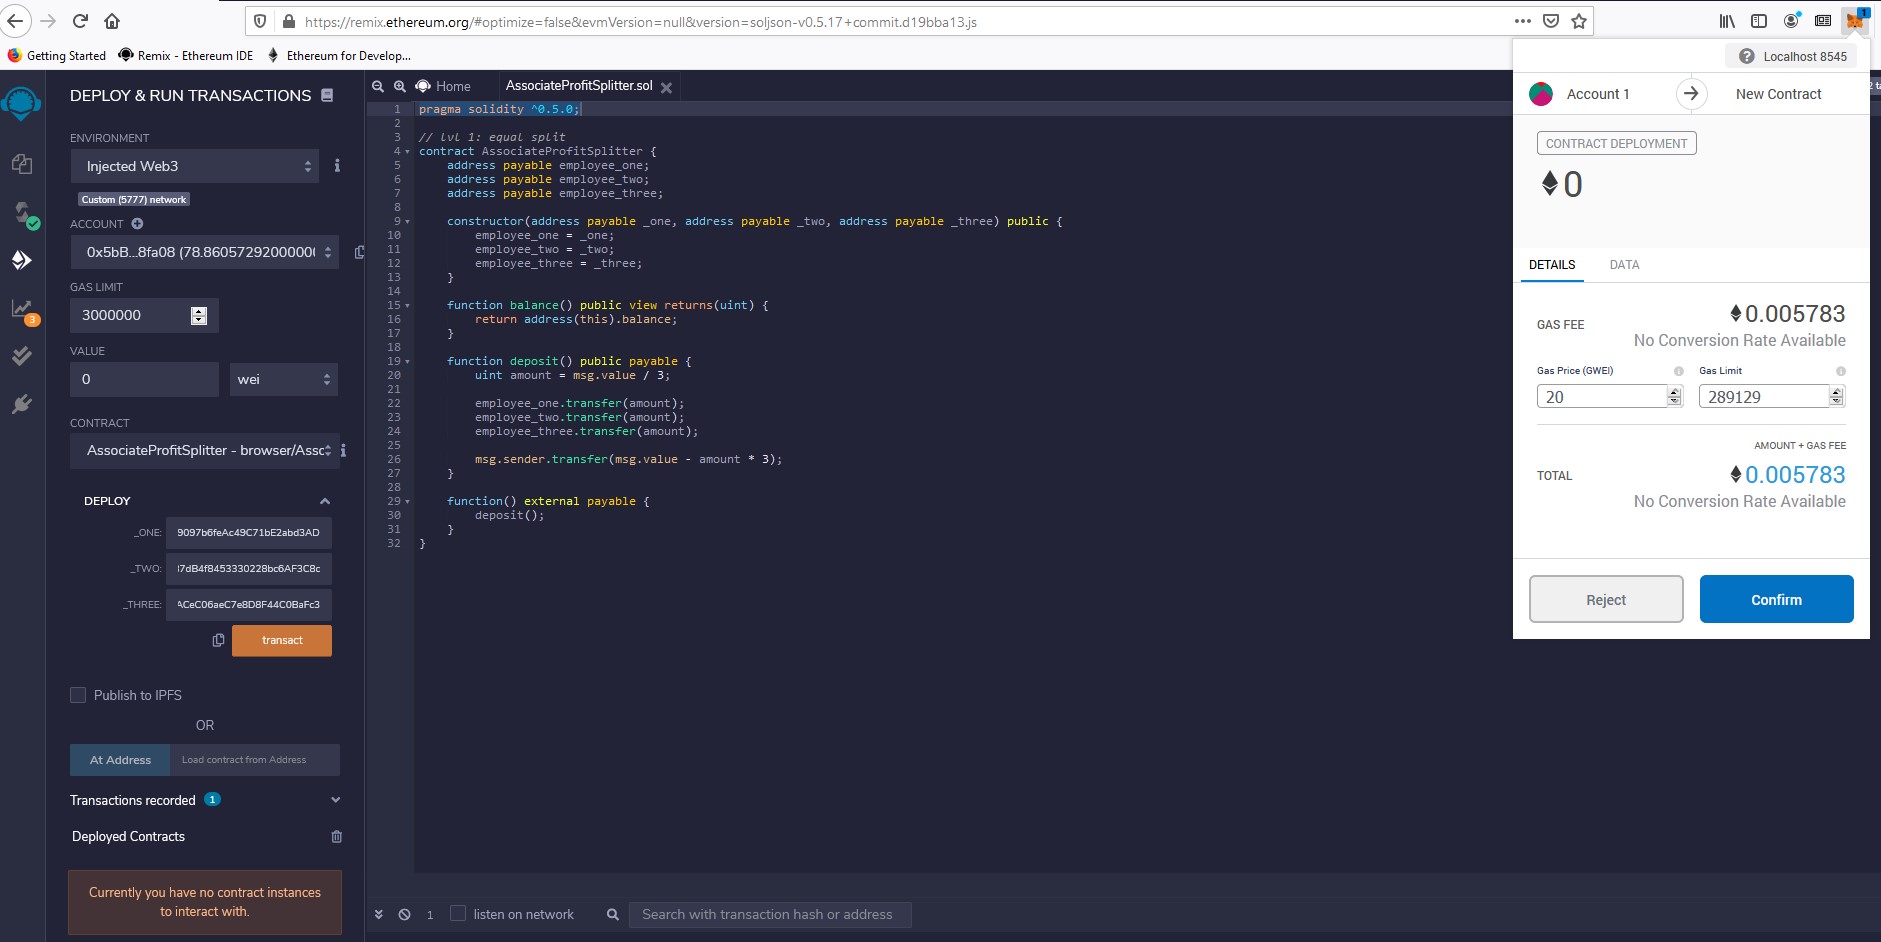 https://remix.ethereum.org/#optimize=false&evmVersion=null&version=soljson-v0.5.17+commit.d19bba13.js
1
Getting Started
Remix - Ethereum IDE
Ethereum for Develop...
DEPLOY & RUN TRANSACTIONS
ENVIRONMENT
Injected Web3
i
Custom (5777) network
ACCOUNT
0x5bB...8fa08 (78.8605729200000(
GAS LIMIT
3000000
3
VALUE
0
wei
CONTRACT
AssociateProfitSplitter - browser/Assc
i
DEPLOY
_ONE:
9097b6feAc49C71bE2abd3AD
_TWO:
7dB4f8453330228bc6AF3C8c
_THREE:
ACeC06aeC7e8D8F44C0BaFc3
transact
Publish to IPFS
OR
At Address
Load contract from Address
Transactions recorded 1
Deployed Contracts
Currently you have no contract instances
to interact with.
Home
AssociateProfitSplitter.sol
1 pragma solidity ^0.5.0;
2
3 // lvl 1: equal split
4 contract AssociateProfitSplitter {
5 address payable employee_one;
6 address payable employee_two;
7 address payable employee_three;
8
9 constructor(address payable _one, address payable _two, address payable _three) public {
10 employee_one = _one;
11 employee_two = _two;
12 employee_three = _three;
13 }
14
15 function balance() public view returns(uint) {
16 return address(this).balance;
17 }
18
19 function deposit() public payable {
20 uint amount = msg.value / 3;
21
22 employee_one.transfer(amount);
23 employee_two.transfer(amount);
24 employee_three.transfer(amount);
25
26 msg.sender.transfer(msg.value - amount * 3);
27 }
28
29 function() external payable {
30 deposit();
31 }
32 }
1
listen on network
Search with transaction hash or address
Localhost 8545
Account 1
New Contract
2 ta
CONTRACT DEPLOYMENT
0
DETAILS
DATA
GAS FEE
0.005783
No Conversion Rate Available
Gas Price (GWEI)
Gas Limit
20
289129
AMOUNT + GAS FEE
TOTAL
0.005783
No Conversion Rate Available
Reject
Confirm